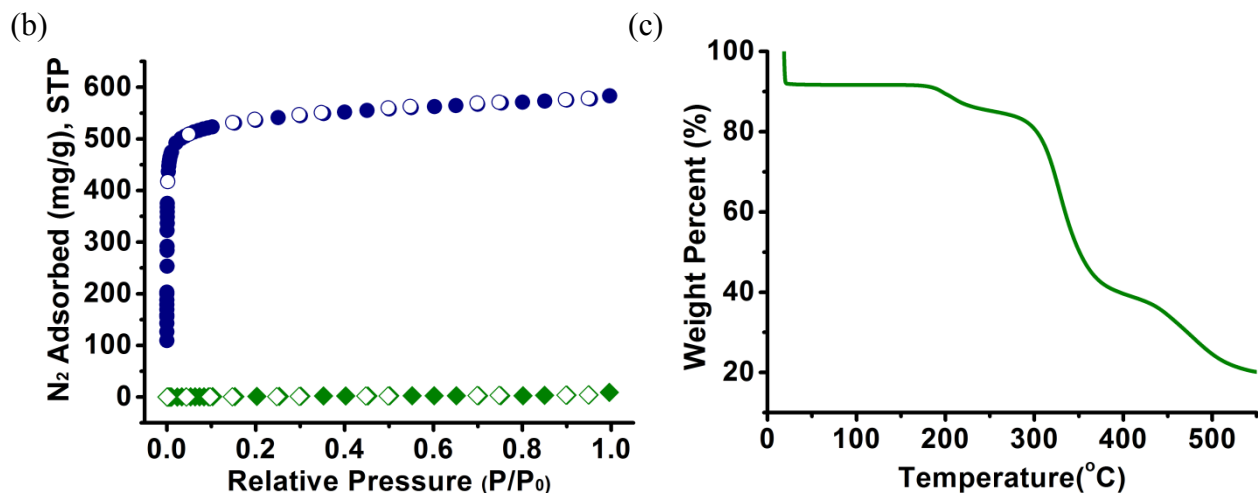 (b)
N₂ Adsorbed (mg/g), STP
600
500
400
300
200
100
0
0.0 0.2 0.4 0.6 0.8 1.0
Relative Pressure (P/P₀)
(c)
Weight Percent (%)
100
80
60
40
20
0 100 200 300 400 500
Temperature(°C)